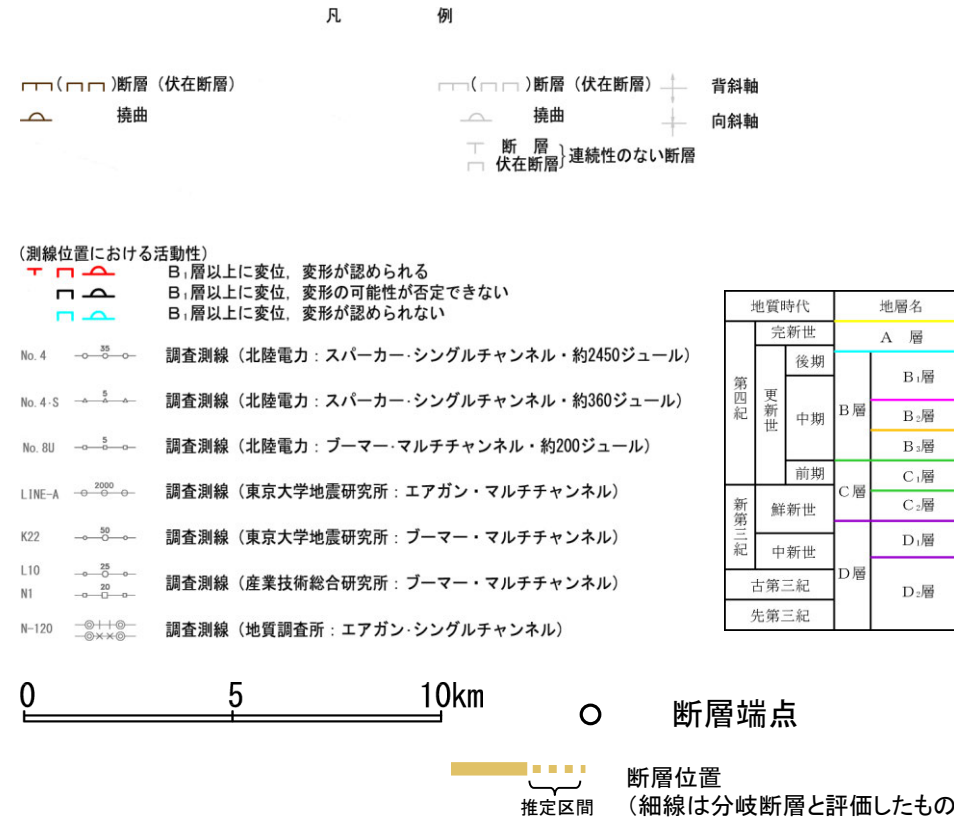 凡 例
( )断層（伏在断層）
撓曲
( )断層（伏在断層） 背斜軸
撓曲 向斜軸
断 層
伏在断層}連続性のない断層
(測線位置における活動性)
B₁層以上に変位，変形が認められる
B₁層以上に変位，変形の可能性が否定できない
B₁層以上に変位，変形が認められない
No.4 35 調査測線（北陸電力：スパーカー・シングルチャンネル・約2450ジュール）
No.4-S 5 調査測線（北陸電力：スパーカー・シングルチャンネル・約360ジュール）
No.8U 5 調査測線（北陸電力：ブーマー・マルチチャンネル・約200ジュール）
LINE-A 2000 調査測線（東京大学地震研究所：エアガン・マルチチャンネル）
K22 50 調査測線（東京大学地震研究所：ブーマー・マルチチャンネル）
L10 25
N1 20
調査測線（産業技術総合研究所：ブーマー・マルチチャンネル）
N-120 調査測線（地質調査所：エアガン・シングルチャンネル）
地質時代 地層名
第四紀 完新世 A 層
更新世 後期
中期
前期
B層 B₁層
B₂層
B₃層
C層 C₁層
C₂層
新第三紀 鮮新世
中新世
D層 D₁層
D₂層
古第三紀
先第三紀
0 5 10km
断層端点
断層位置
推定区間 （細線は分岐断層と評価したもの